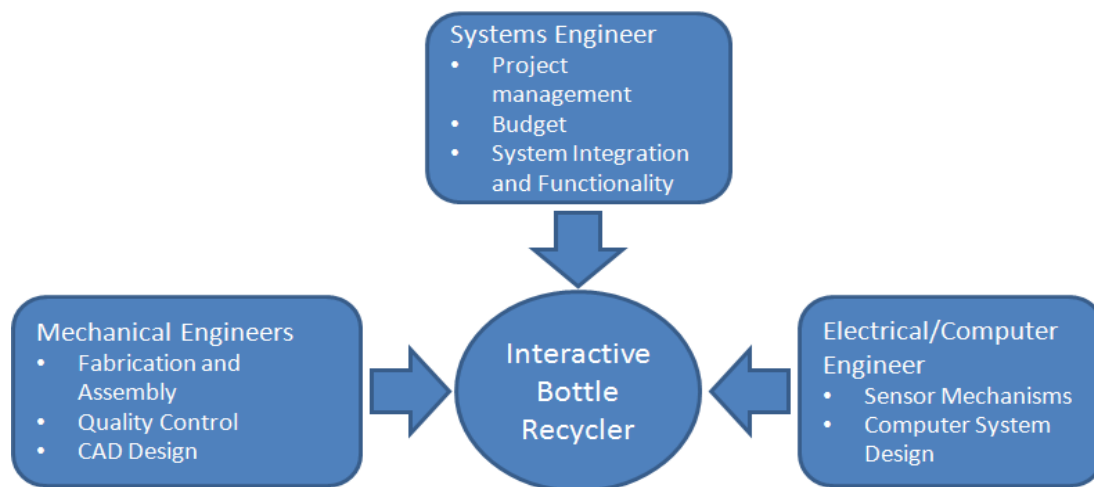 Systems Engineer
• Project
management
• Budget
• System Integration
and Functionality
Mechanical Engineers
• Fabrication and
Assembly
• Quality Control
• CAD Design
Interactive
Bottle
Recycler
Electrical/Computer
Engineer
• Sensor Mechanisms
• Computer System
Design